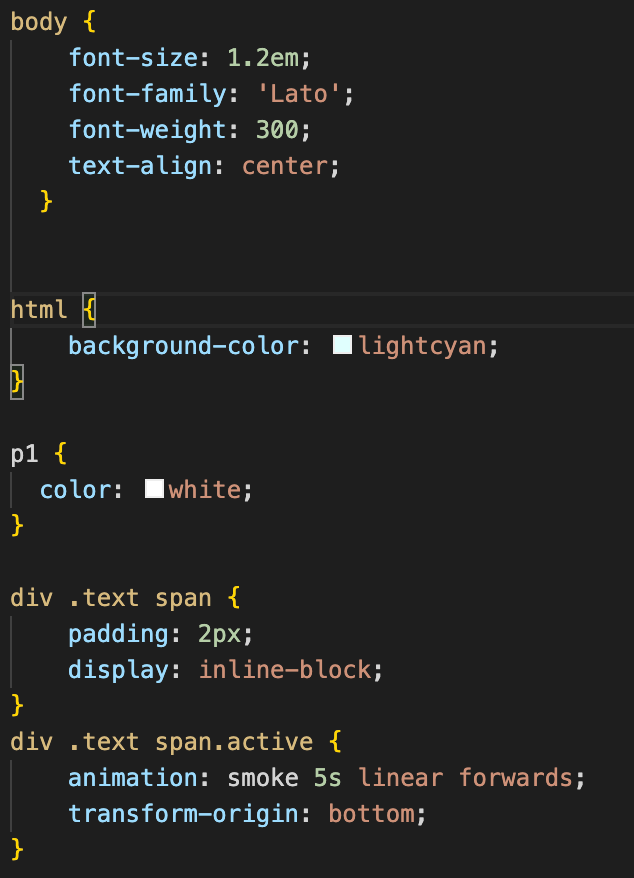 body {
    font-size: 1.2em;
    font-family: 'Lato';
    font-weight: 300;
    text-align: center;
  }
html {
    background-color: lightcyan;
}
p1 {
  color: white;
}
div .text span {
    padding: 2px;
    display: inline-block;
}
div .text span.active {
    animation: smoke 5s linear forwards;
    transform-origin: bottom;
}